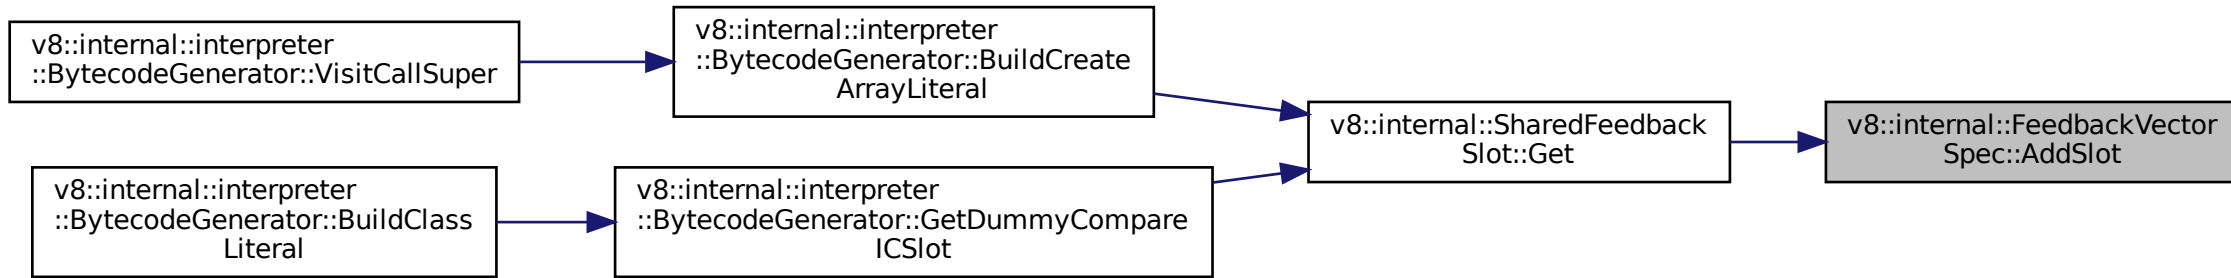 v8::internal::interpreter
::BytecodeGenerator::VisitCallSuper
v8::internal::interpreter
::BytecodeGenerator::BuildCreate
ArrayLiteral
v8::internal::SharedFeedback
Slot::Get
v8::internal::FeedbackVector
Spec::AddSlot
v8::internal::interpreter
::BytecodeGenerator::BuildClass
Literal
v8::internal::interpreter
::BytecodeGenerator::GetDummyCompare
ICSlot